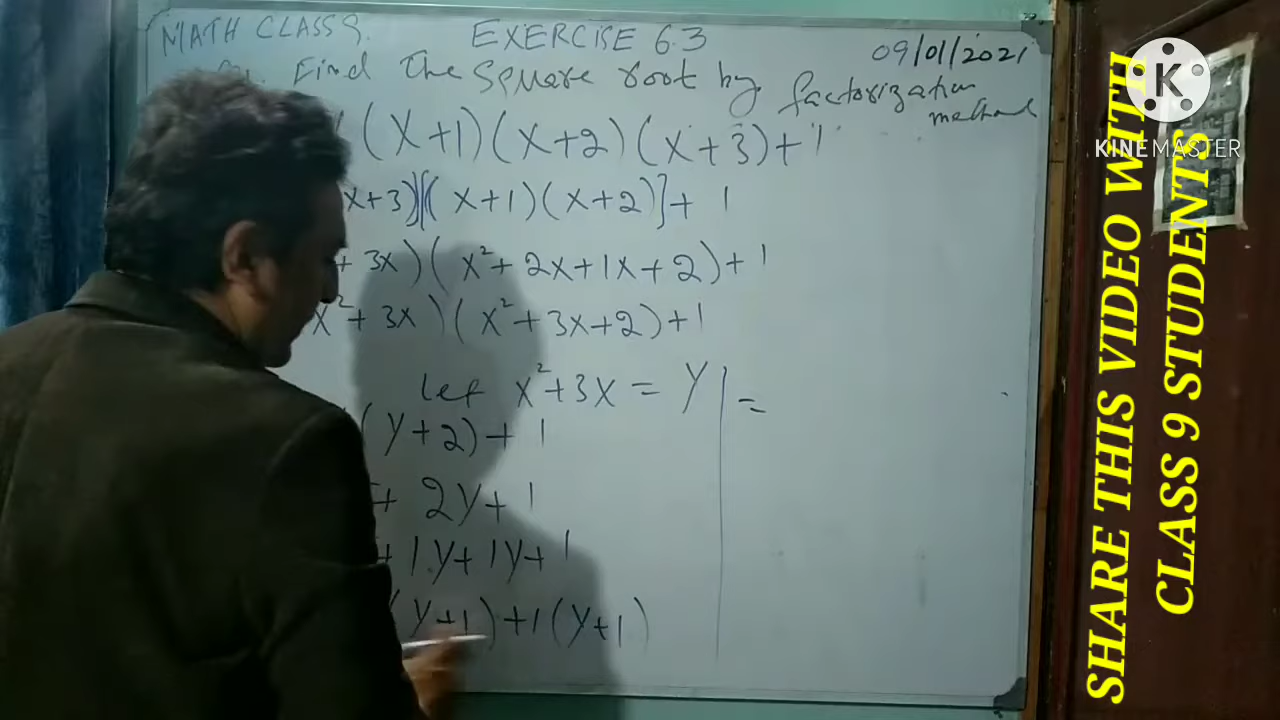 MATH CLASS 9.
EXERCISE 6.3
09/01/2021
Find The Square root by factorization method
(X+1)(X+2)(X+3)+1
x+3)][(x+1)(x+2)]+ 1
+ 3x)(x²+ 2x+1x+2)+1
x²+ 3x)(x²+3x+2)+1
let x²+3x = Y
=
(y+2)+ 1
+ 2y+1
+ 1.y+1y+1
(y+1)+1(y+1)
K
KINEMASTER
SHARE THIS VIDEO WITH
CLASS 9 STUDENTS